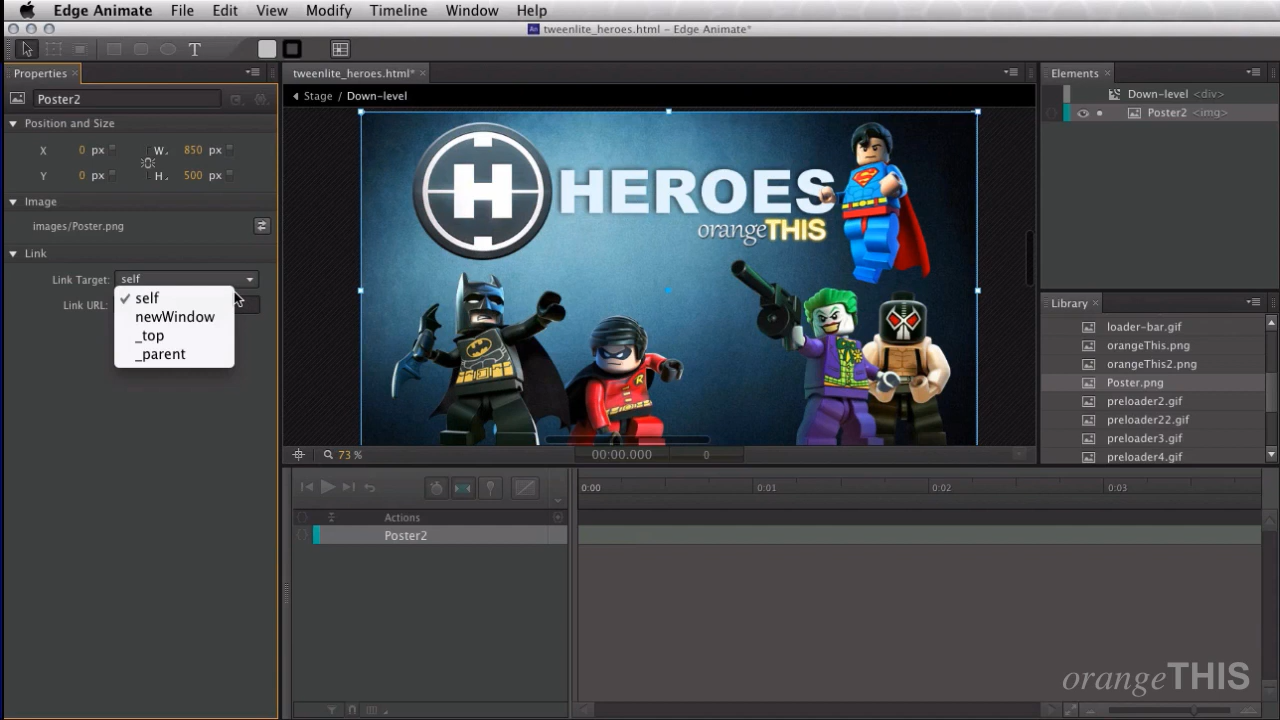 Edge Animate File Edit View Modify Timeline Window Help
tweenlite_heroes.html - Edge Animate*
T
Properties × tweenlite_heroes.html* × Elements ×
Poster2
Stage / Down-level
Down-level <div>
Poster2 <img>
Position and Size
X 0 px W. 850 px
Y 0 px H. 500 px
Image
images/Poster.png
Link
Link Target: self
Link URL:
✓ self
newWindow
_top
_parent
H HEROES
orangeTHIS
R
Library ×
loader-bar.gif
orangeThis.png
orangeThis2.png
Poster.png
preloader2.gif
preloader22.gif
preloader3.gif
preloader4.gif
73 % 00:00.000 0
0:00 0:01 0:02 0:03
Actions
Poster2
orangeTHIS